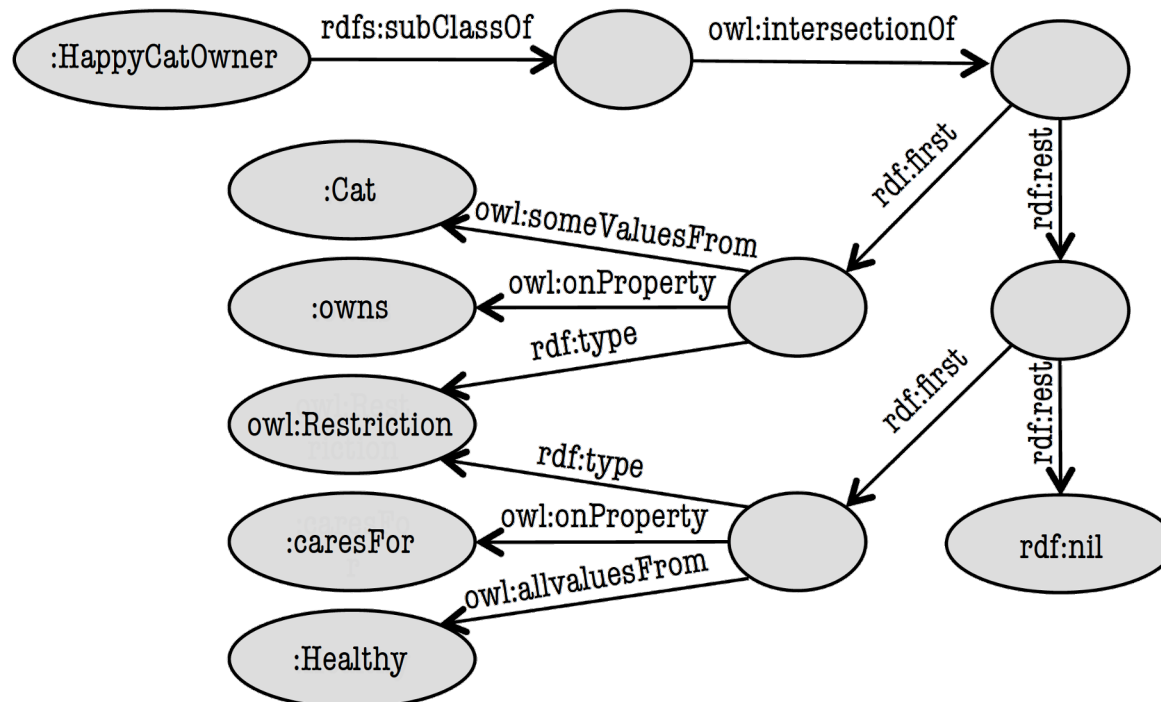 rdfs:subClassOf
owl:intersectionOf
:HappyCatOwner
rdf:first
rdf:rest
:Cat
owl:someValuesFrom
owl:onProperty
:owns
rdf:type
owl:Restriction
rdf:first
rdf:rest
rdf:type
owl:onProperty
:caresFor
rdf:nil
owl:allvaluesFrom
:Healthy